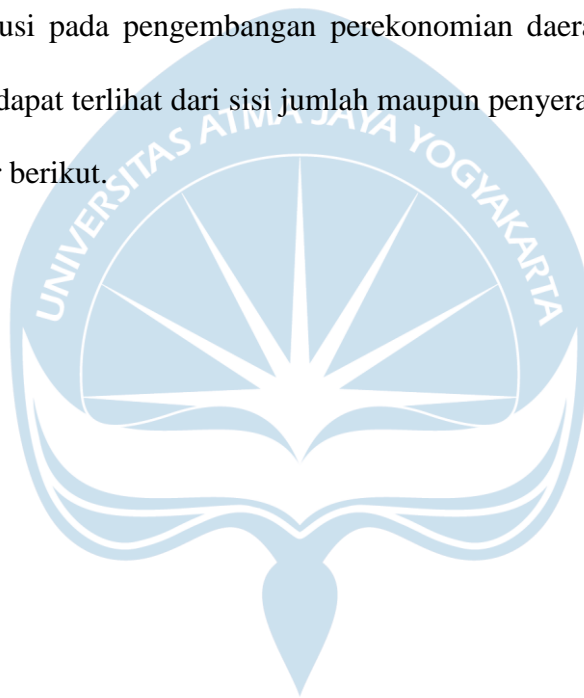 usi pada pengembangan perekonomian daera
dapat terlihat dari sisi jumlah maupun penyera
berikut.
UNIVERSITAS ATMA JAYA YOGYAKARTA